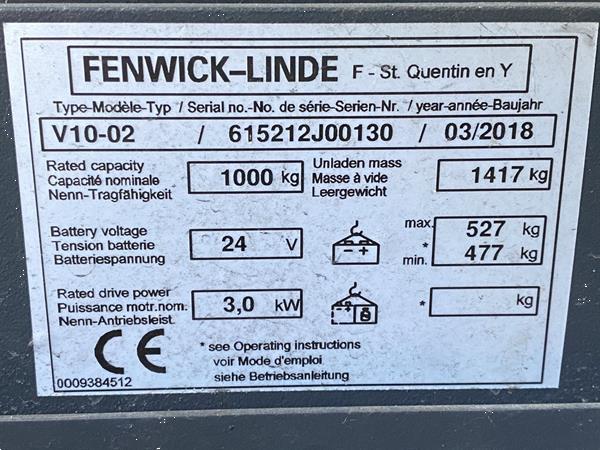 FENWICK–LINDE F - St. Quentin en Y
Type-Modèle-Typ / Serial no.-No. de série-Serien-Nr. / year-année-Baujahr
V10-02 / 615212J00130 / 03/2018
Rated capacity
Capacité nominale
Nenn-Tragfähigkeit
1000 kg
Unladen mass
Masse à vide
Leergewicht
1417 kg
Battery voltage
Tension batterie
Batteriespannung
24 V
- +
max. 527 kg
*
min. 477 kg
Rated drive power
Puissance motr.nom.
Nenn-Antriebsleist.
3,0 kW
- +
* kg
CE
0009384512
* see Operating instructions
voir Mode d'emploi
siehe Betriebsanleitung